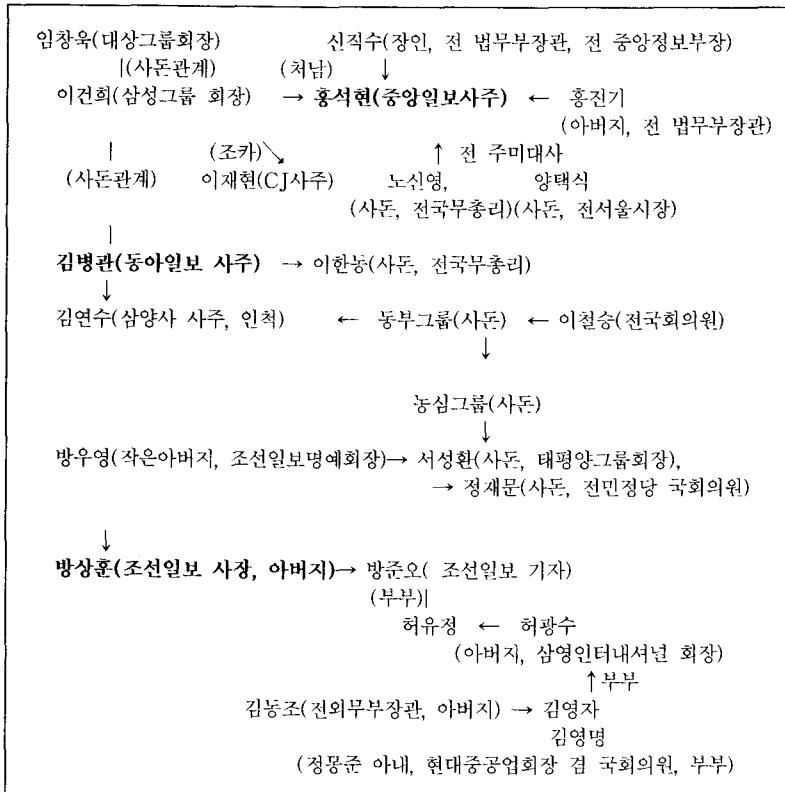 임창욱(대상그룹회장) 신직수(장인, 전 법무부장관, 전 중앙정보부장)
|(사돈관계) (처남) ↓
이건희(삼성그룹 회장) → 홍석현(중앙일보사주) ← 홍진기
(아버지, 전 법무부장관)
| (조카)↘ ↑ 전 주미대사
(사돈관계) 이재현(CJ사주) 노신영, 양택식
(사돈, 전국무총리)(사돈, 전서울시장)
|
김병관(동아일보 사주) → 이한동(사돈, 전국무총리)
↓
김연수(삼양사 사주, 인척) ← 동부그룹(사돈) ← 이철승(전국회의원)
↓
농심그룹(사돈)
↓
방우영(작은아버지, 조선일보명예회장)→ 서성환(사돈, 태평양그룹회장),
→ 정재문(사돈, 전민정당 국회의원)
↓
방상훈(조선일보 사장, 아버지)→ 방준오( 조선일보 기자)
(부부)|
허유정 ← 허광수
(아버지, 삼영인터내셔널 회장)
↑부부
김동조(전외무부장관, 아버지) → 김영자
김영명
(정몽준 아내, 현대중공업회장 겸 국회의원, 부부)